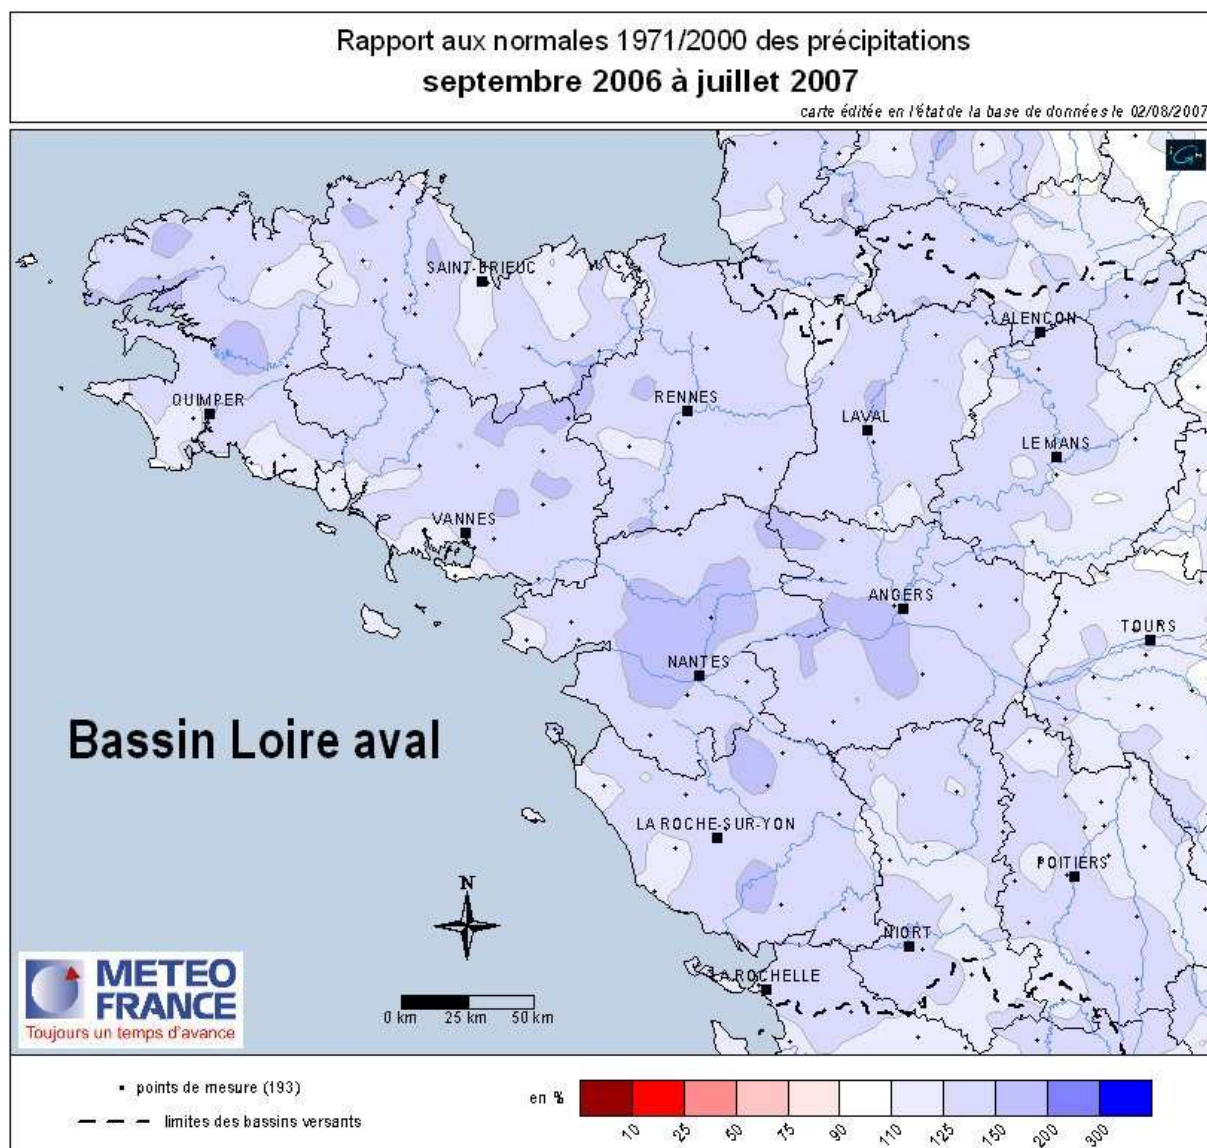 Rapport aux normales 1971/2000 des précipitations
septembre 2006 à juillet 2007
carte éditée en l'état de la base de données le 02/08/2007
SAINT-BRIEUC
ALENCON
QUIMPER
RENNES
LAVAL
LE MANS
VANNES
ANGERS
TOURS
NANTES
Bassin Loire aval
LA ROCHE-SUR-YON
POITIERS
N
NIORT
LA ROCHELLE
METEO
FRANCE
Toujours un temps d'avance
0 km 25 km 50 km
points de mesure (193)
limites des bassins versants
en %
10 25 50 75 90 110 125 150 200 300